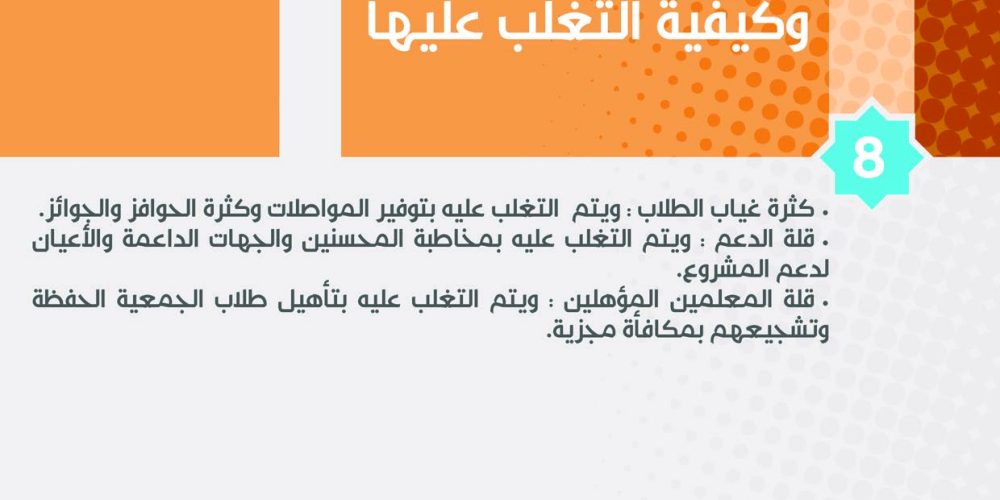 وكيفية التغلب عليها
8
• كثرة غياب الطلاب : ويتم التغلب عليه بتوفير المواصلات وكثرة الحوافز والجوائز.
• قلة الدعم : ويتم التغلب عليه بمخاطبة المحسنين والجهات الداعمة والأعيان
لدعم المشروع.
• قلة المعلمين المؤهلين : ويتم التغلب عليه بتأهيل طلاب الجمعية الحفظة
وتشجيعهم بمكافأة مجزية.